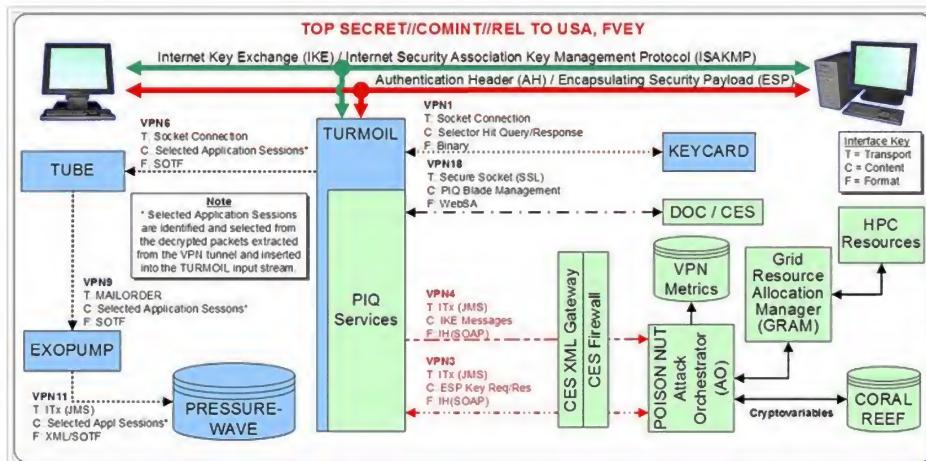 TOP SECRET//COMINT//REL TO USA, FVEY
Internet Key Exchange (IKE) / Internet Security Association Key Management Protocol (ISAKMP)
Authentication Header (AH) / Encapsulating Security Payload (ESP)
VPN6
T: Socket Connection
C: Selected Application Sessions*
F: SOTF
TUBE
Note
* Selected Application Sessions
are identified and selected from
the decrypted packets extracted
from the VPN tunnel and inserted
into the TURMOIL input stream.
VPN9
T: MAILORDER
C: Selected Application Sessons*
F: SOTF
EXOPUMP
VPN11
T: ITx (JMS)
C: Selected Appl Sessions*
F: XML/SOTF
PRESSURE-
WAVE
TURMOIL
PIQ
Services
VPN1
T: Socket Connection
C: Selector Hit Query/Response
F: Binary
KEYCARD
VPN18
T: Secure Socket (SSL)
C: PIQ Blade Management
F: WebSA
DOC / CES
Interface Key
T = Transport
C = Content
F = Format
VPN4
T: ITx (JMS)
C: IKE Messages
F: IH(SOAP)
VPN3
T: ITx (JMS)
C: ESP Key Req/Res
F: IH(SOAP)
CES XML Gateway
CES Firewall
VPN
Metrics
POISON NUT
Attack
Orchestrator
(AO)
Grid
Resource
Allocation
Manager
(GRAM)
HPC
Resources
Cryptovariables
CORAL
REEF